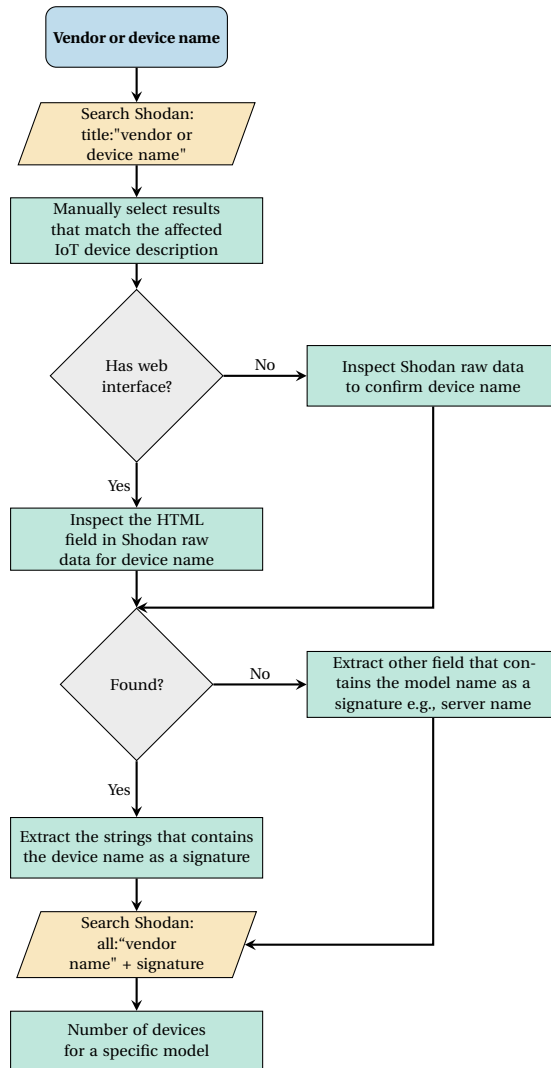 Vendor or device name
Search Shodan:
title:"vendor or
device name"
Manually select results
that match the affected
IoT device description
Has web
interface?
No
Inspect Shodan raw data
to confirm device name
Yes
Inspect the HTML
field in Shodan raw
data for device name
Found?
No
Extract other field that con-
tains the model name as a
signature e.g., server name
Yes
Extract the strings that contains
the device name as a signature
Search Shodan:
all:“vendor
name" + signature
Number of devices
for a specific model